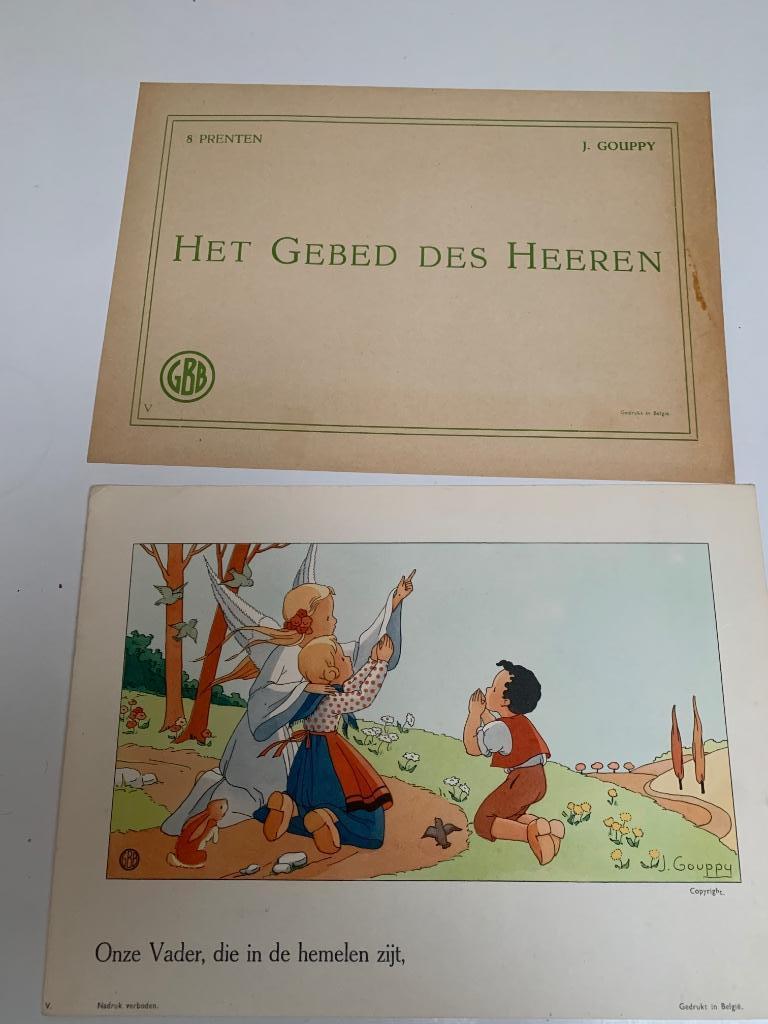 8 PRENTEN
J. GOUPPY
HET GEBED DES HEEREN
GBB
V
Gedrukt in België
GBB
J. Gouppy
Copyright.
Onze Vader, die in de hemelen zijt,
V.
Nadruk verboden.
Gedrukt in België.